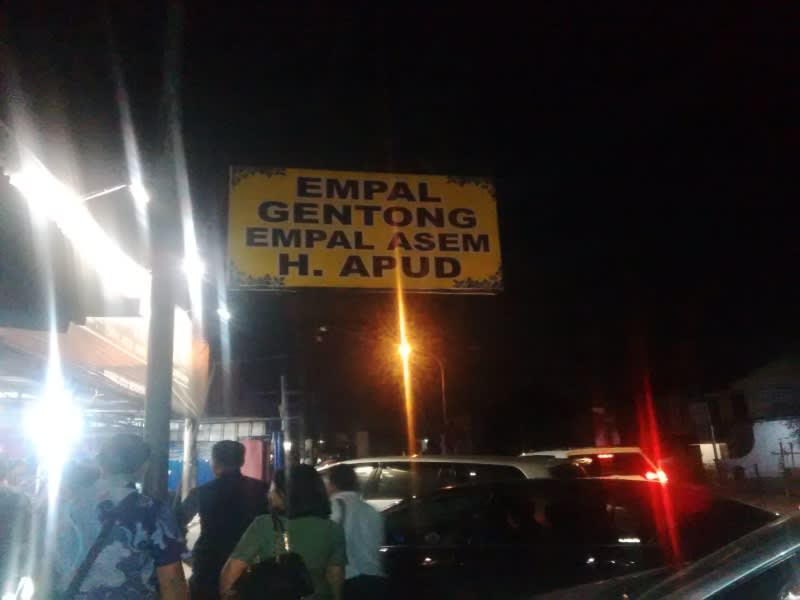 EMPAL
GENTONG
EMPAL ASEM
H. APUD